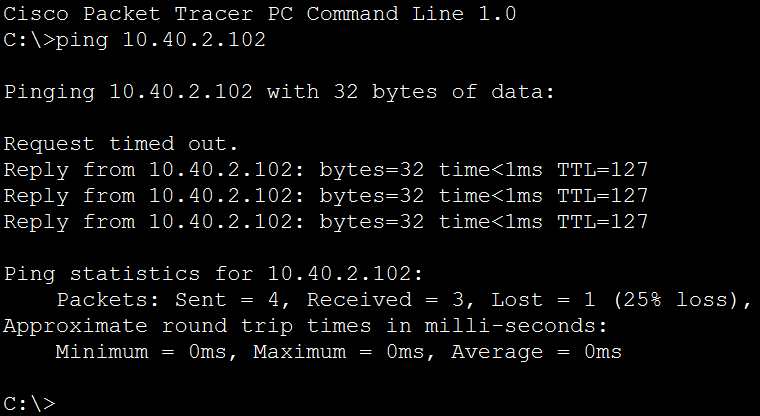 Cisco Packet Tracer PC Command Line 1.0
C:\>ping 10.40.2.102
Pinging 10.40.2.102 with 32 bytes of data:
Request timed out.
Reply from 10.40.2.102: bytes=32 time<1ms TTL=127
Reply from 10.40.2.102: bytes=32 time<1ms TTL=127
Reply from 10.40.2.102: bytes=32 time<1ms TTL=127
Ping statistics for 10.40.2.102:
    Packets: Sent = 4, Received = 3, Lost = 1 (25% loss),
Approximate round trip times in milli-seconds:
    Minimum = 0ms, Maximum = 0ms, Average = 0ms
C:\>